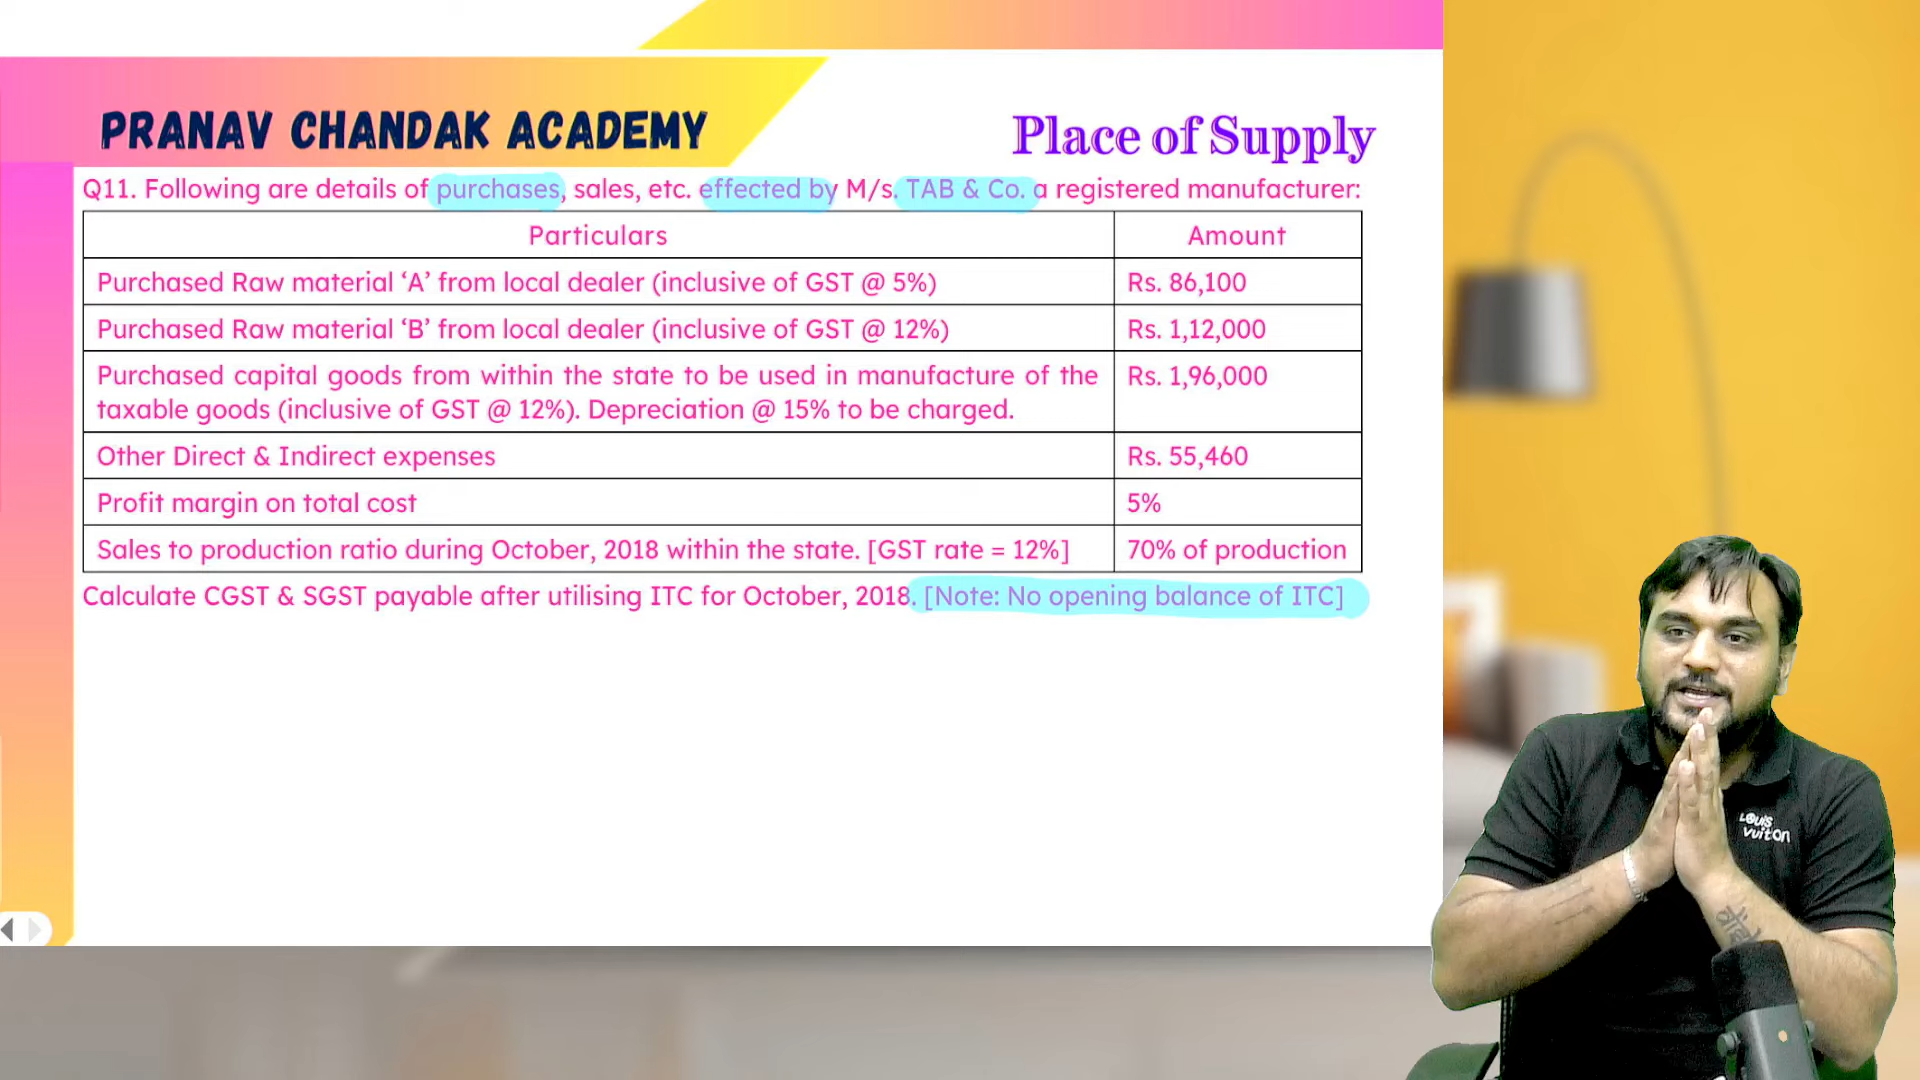 PRANAV CHANDAK ACADEMY
Place of Supply
Q11. Following are details of purchases, sales, etc. effected by M/s. TAB & Co. a registered manufacturer:
Particulars Amount
Purchased Raw material ‘A’ from local dealer (inclusive of GST @ 5%) Rs. 86,100
Purchased Raw material ‘B’ from local dealer (inclusive of GST @ 12%) Rs. 1,12,000
Purchased capital goods from within the state to be used in manufacture of the Rs. 1,96,000
taxable goods (inclusive of GST @ 12%). Depreciation @ 15% to be charged.
Other Direct & Indirect expenses Rs. 55,460
Profit margin on total cost 5%
Sales to production ratio during October, 2018 within the state. [GST rate = 12%] 70% of production
Calculate CGST & SGST payable after utilising ITC for October, 2018. [Note: No opening balance of ITC]
Louis
vuitton